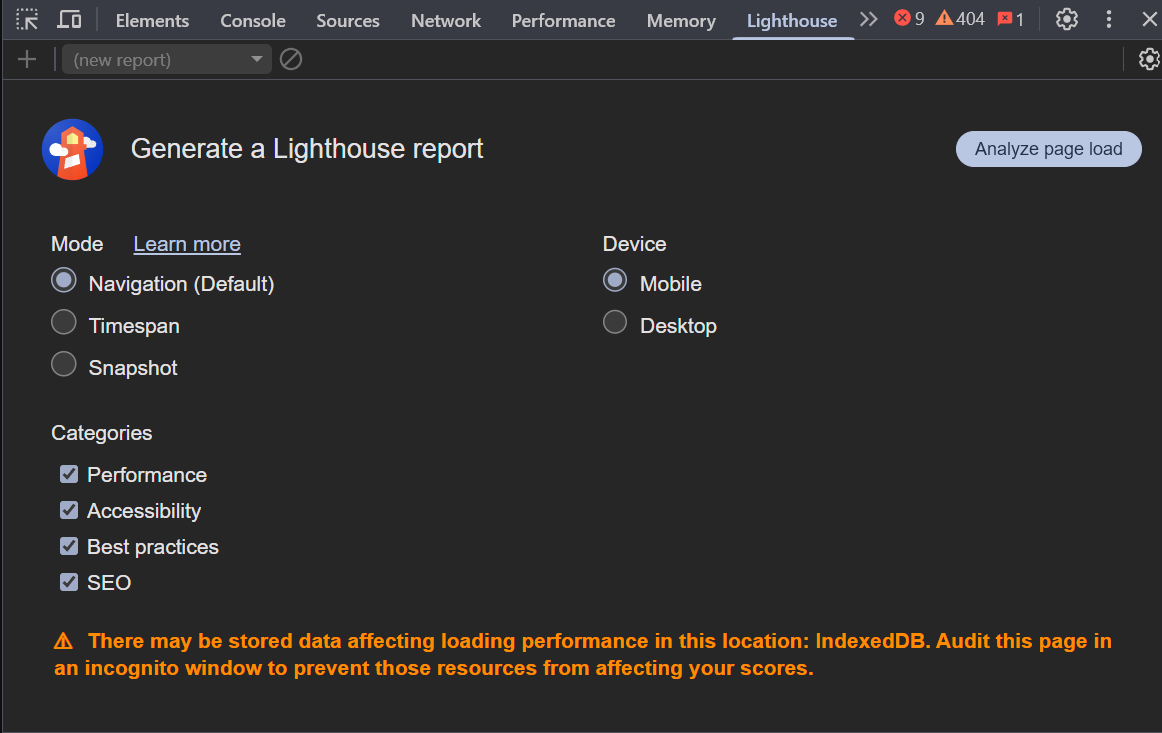 Elements Console Sources Network Performance Memory Lighthouse 9 404 1
(new report)
Generate a Lighthouse report
Analyze page load
Mode Learn more
Device
Navigation (Default)
Mobile
Timespan
Desktop
Snapshot
Categories
Performance
Accessibility
Best practices
SEO
There may be stored data affecting loading performance in this location: IndexedDB. Audit this page in
an incognito window to prevent those resources from affecting your scores.